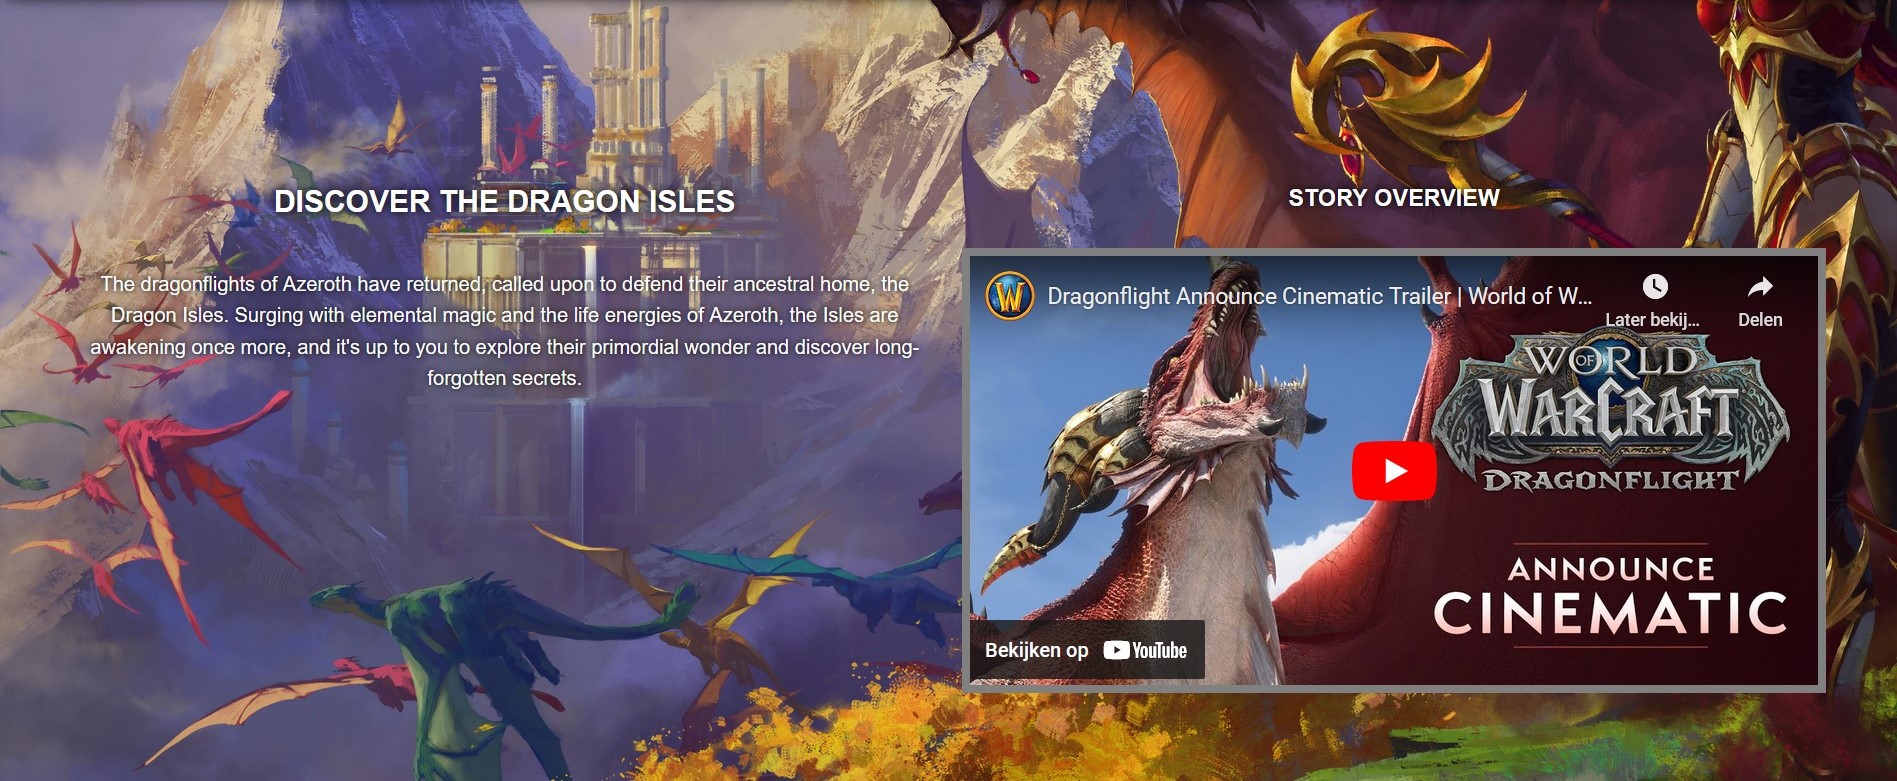 DISCOVER THE DRAGON ISLES
The dragonflights of Azeroth have returned, called upon to defend their ancestral home, the
Dragon Isles. Surging with elemental magic and the life energies of Azeroth, the Isles are
awakening once more, and it's up to you to explore their primordial wonder and discover long-
forgotten secrets.
STORY OVERVIEW
W
Dragonflight Announce Cinematic Trailer | World of W...
Later bekij...
Delen
WORLD
OF
WARCRAFT
DRAGONFLIGHT
ANNOUNCE
CINEMATIC
Bekijken op YouTube